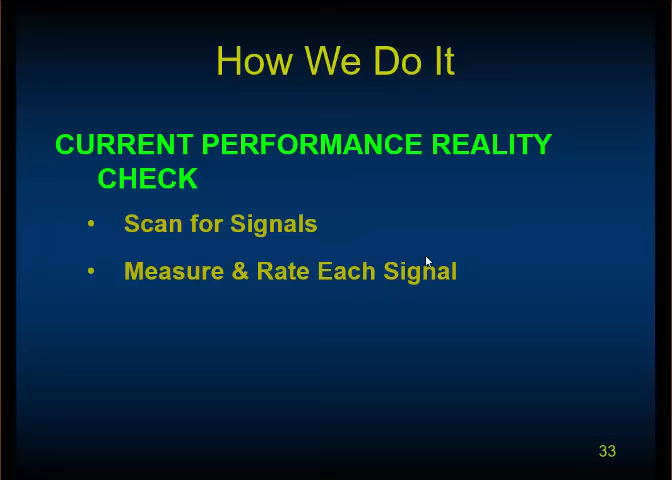 How We Do It
CURRENT PERFORMANCE REALITY
CHECK
• Scan for Signals
• Measure & Rate Each Signal
33